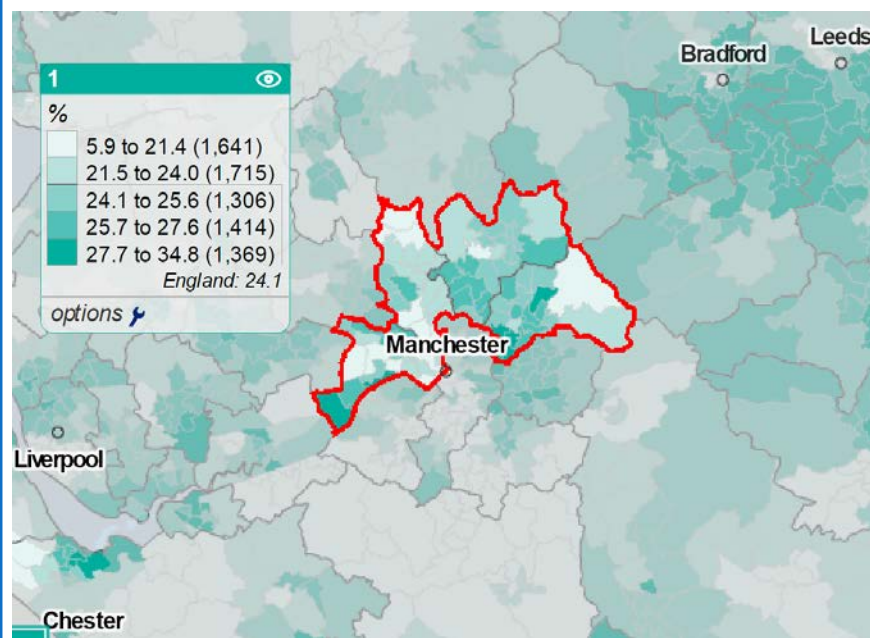 1
%
5.9 to 21.4 (1,641)
21.5 to 24.0 (1,715)
24.1 to 25.6 (1,306)
25.7 to 27.6 (1,414)
27.7 to 34.8 (1,369)
England: 24.1
options
Leeds
Bradford
Manchester
Liverpool
Chester